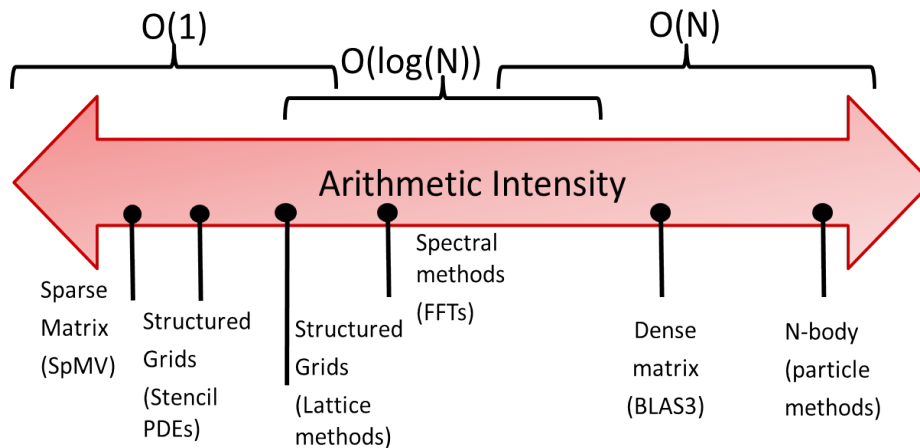 O(1)
O(log(N))
O(N)
Arithmetic Intensity
Sparse
Matrix
(SpMV)
Structured
Grids
(Stencil
PDEs)
Structured
Grids
(Lattice
methods)
Spectral
methods
(FFTs)
Dense
matrix
(BLAS3)
N-body
(particle
methods)